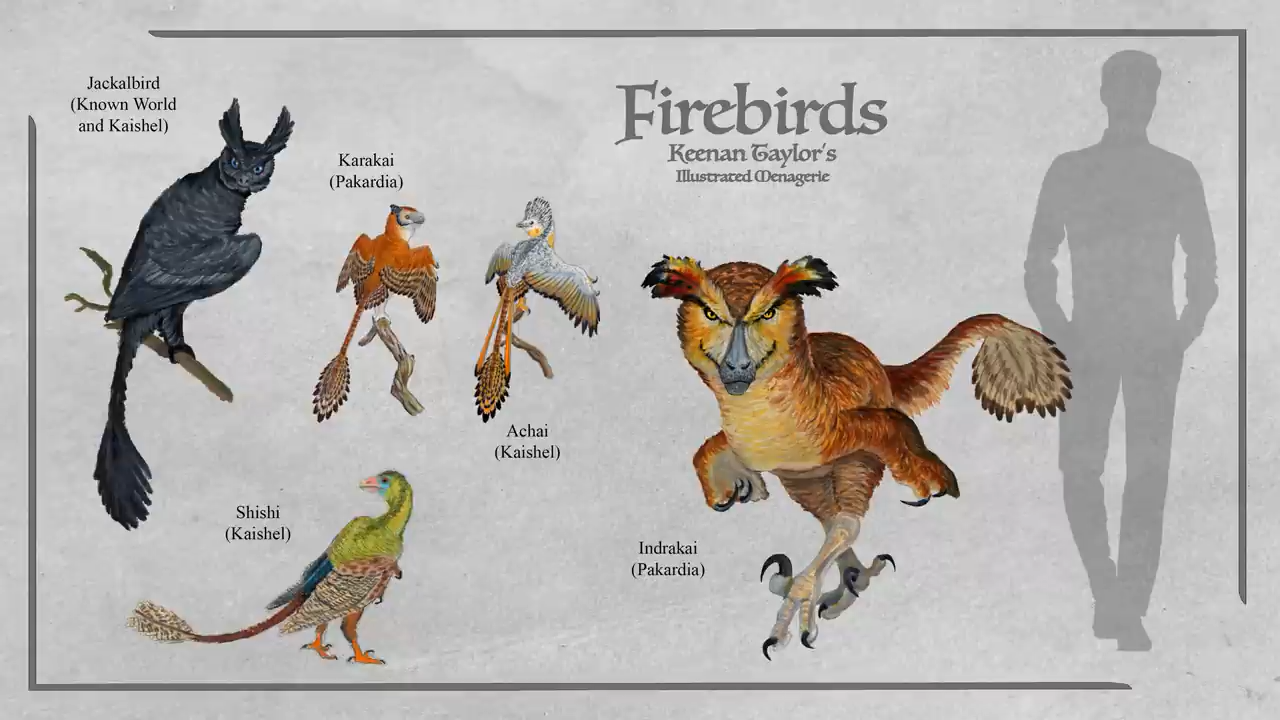 Jackalbird
(Known World
and Kaishel)
Karakai
(Pakardia)
Firebirds
Keenan Taylor's
Illustrated Menagerie
Achai
(Kaishel)
Shishi
(Kaishel)
Indrakai
(Pakardia)